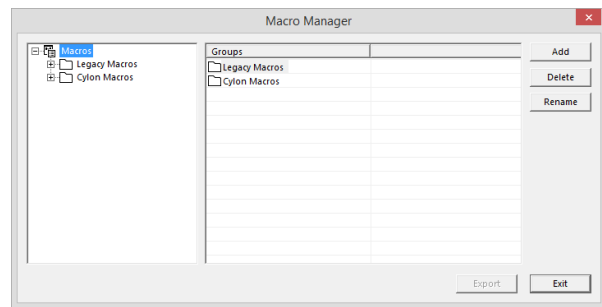 Macro Manager
Macros
Legacy Macros
Cylon Macros
Groups
Legacy Macros
Cylon Macros
Add
Delete
Rename
Export
Exit